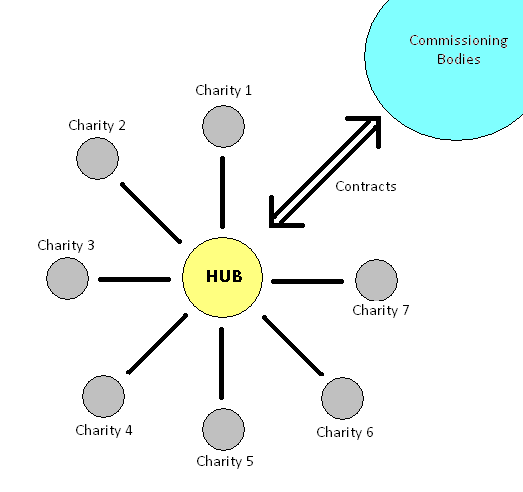 Commissioning
Bodies
Charity 1
Charity 2
Contracts
Charity 3
HUB
Charity 7
Charity 4
Charity 6
Charity 5